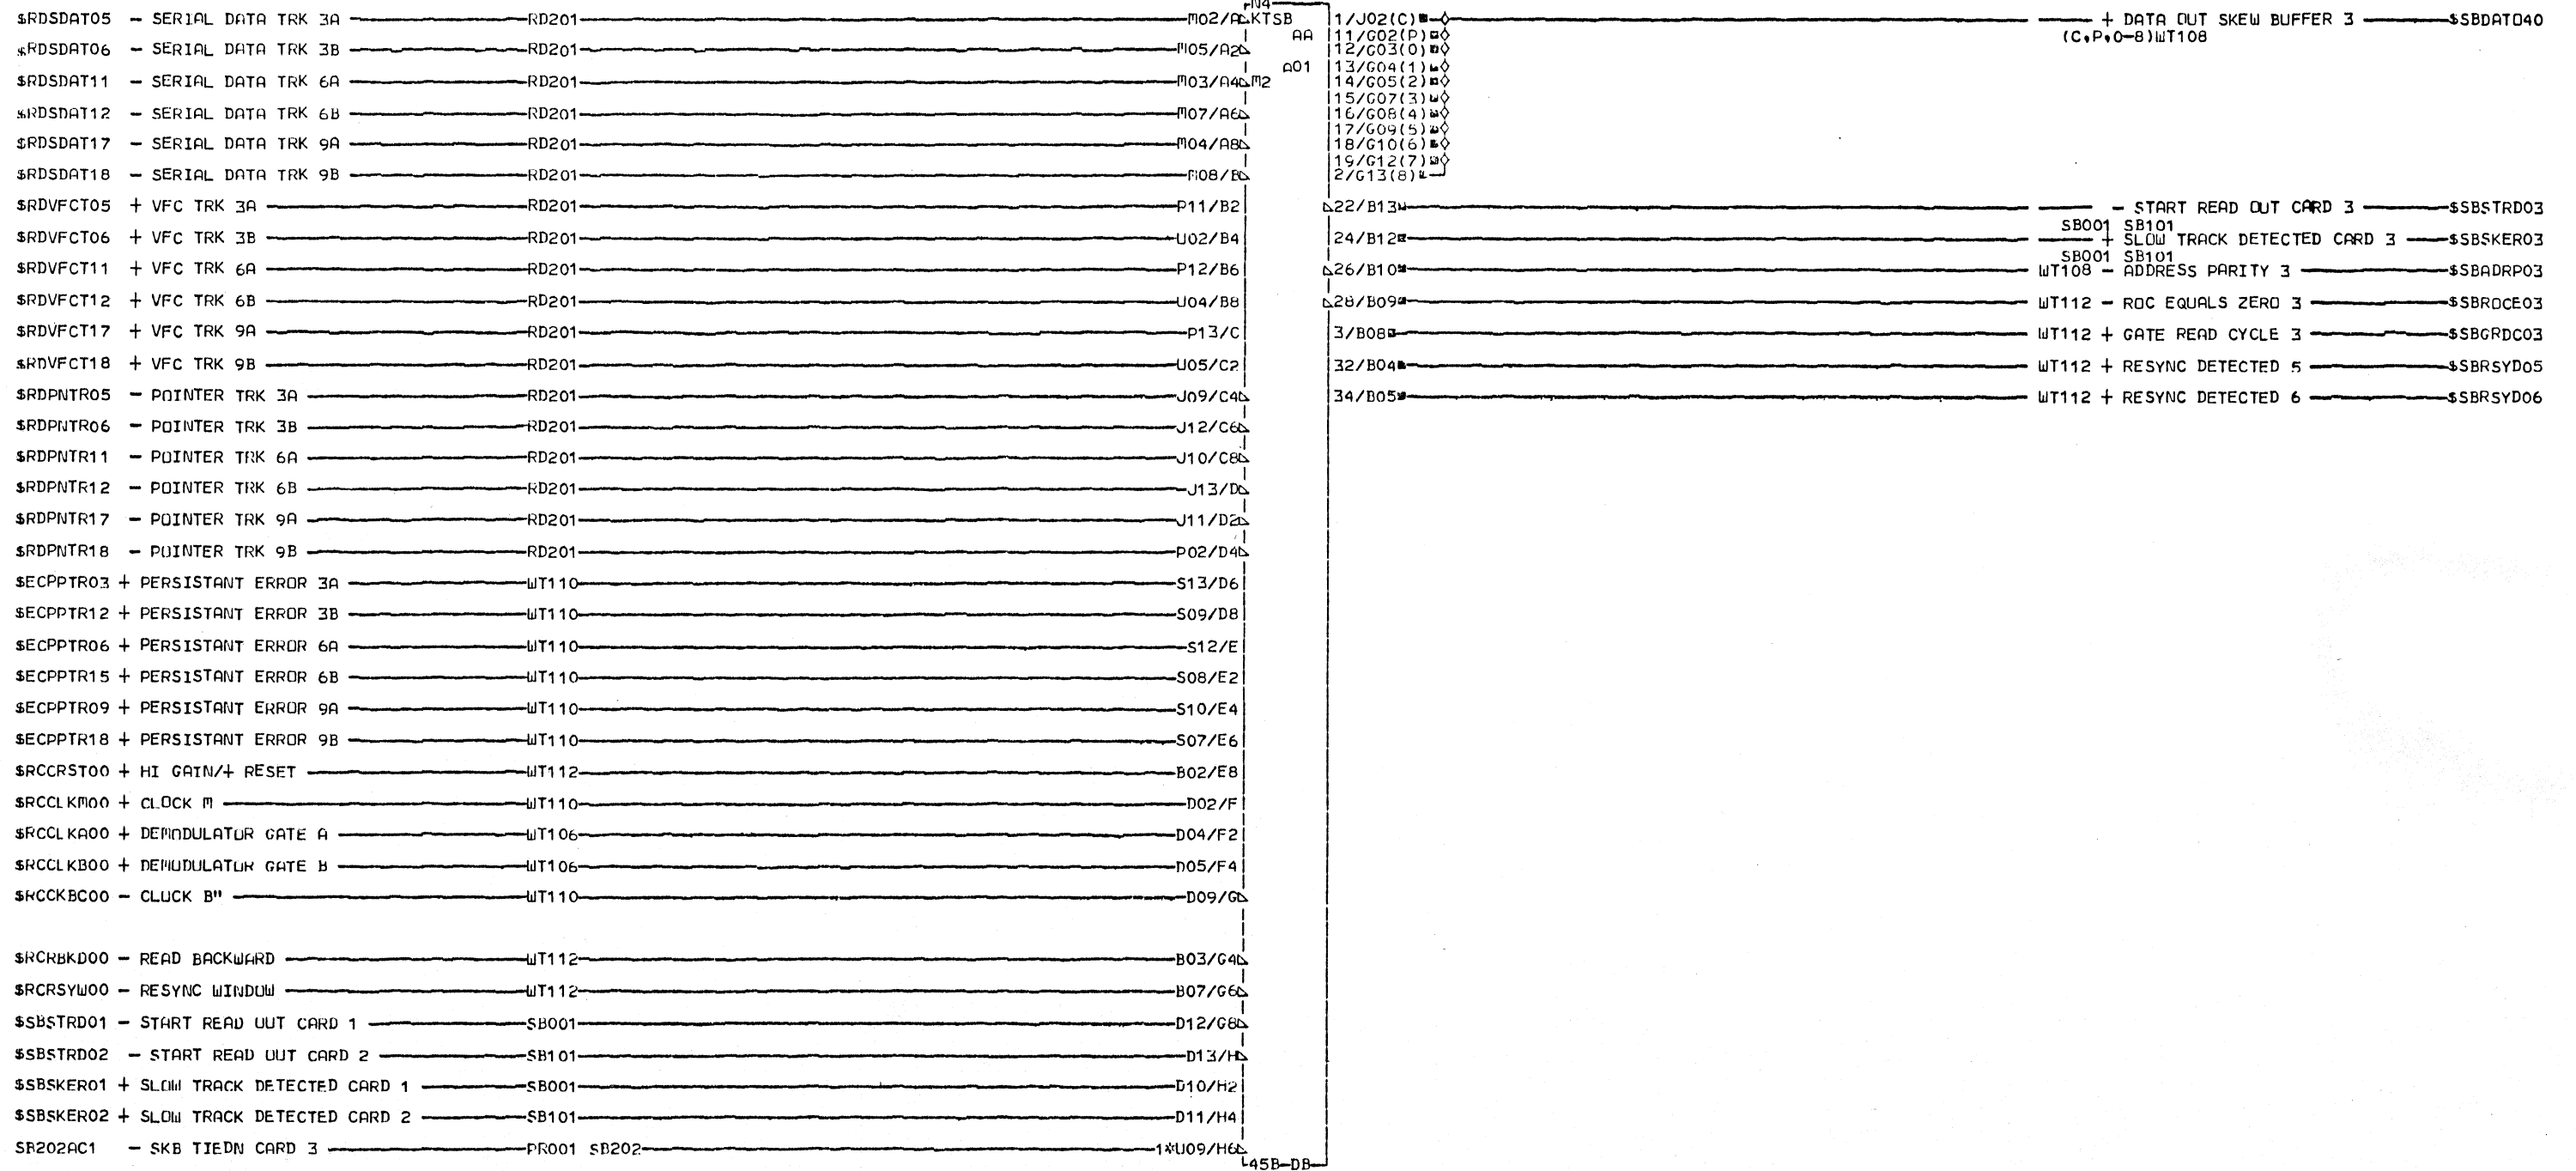 N4
$RDSDAT05 - SERIAL DATA TRK 3A RD201 M02/A KTSB 1/J02(C) + DATA OUT SKEW BUFFER 3 $SBDAT040
AA 11/G02(P) (C,P,0-8)WT108
$RDSDAT06 - SERIAL DATA TRK 3B RD201 M05/A2 12/G03(0)
A01 13/G04(1)
$RDSDAT11 - SERIAL DATA TRK 6A RD201 M03/A4 M2 14/G05(2)
15/G07(3)
$RDSDAT12 - SERIAL DATA TRK 6B RD201 M07/A6 16/G08(4)
17/G09(5)
$RDSDAT17 - SERIAL DATA TRK 9A RD201 M04/A8 18/G10(6)
19/G12(7)
$RDSDAT18 - SERIAL DATA TRK 9B RD201 M08/B 2/G13(8)
$RDVFCT05 + VFC TRK 3A RD201 P11/B2 22/B13 - START READ OUT CARD 3 $SBSTRD03
SB001 SB101
$RDVFCT06 + VFC TRK 3B RD201 U02/B4 24/B12 + SLOW TRACK DETECTED CARD 3 $SBSKER03
SB001 SB101
$RDVFCT11 + VFC TRK 6A RD201 P12/B6 26/B10 WT108 - ADDRESS PARITY 3 $SBADRP03
$RDVFCT12 + VFC TRK 6B RD201 U04/B8 28/B09 WT112 - ROC EQUALS ZERO 3 $SBROCE03
$RDVFCT17 + VFC TRK 9A RD201 P13/C 3/B08 WT112 + GATE READ CYCLE 3 $SBGRDC03
$RDVFCT18 + VFC TRK 9B RD201 U05/C2 32/B04 WT112 + RESYNC DETECTED 5 $SBRSYD05
$RDPNTR05 - POINTER TRK 3A RD201 J09/C4 34/B05 WT112 + RESYNC DETECTED 6 $SBRSYD06
$RDPNTR06 - POINTER TRK 3B RD201 J12/C6
$RDPNTR11 - POINTER TRK 6A RD201 J10/C8
$RDPNTR12 - POINTER TRK 6B RD201 J13/D
$RDPNTR17 - POINTER TRK 9A RD201 J11/D2
$RDPNTR18 - POINTER TRK 9B RD201 P02/D4
$ECPPTR03 + PERSISTANT ERROR 3A WT110 S13/D6
$ECPPTR12 + PERSISTANT ERROR 3B WT110 S09/D8
$ECPPTR06 + PERSISTANT ERROR 6A WT110 S12/E
$ECPPTR15 + PERSISTANT ERROR 6B WT110 S08/E2
$ECPPTR09 + PERSISTANT ERROR 9A WT110 S10/E4
$ECPPTR18 + PERSISTANT ERROR 9B WT110 S07/E6
$RCCRST00 + HI GAIN/+ RESET WT112 B02/E8
$RCCLKM00 + CLOCK M WT110 D02/F
$RCCLKA00 + DEMODULATOR GATE A WT106 D04/F2
$RCCLKB00 + DEMODULATOR GATE B WT106 D05/F4
$RCCKBC00 - CLOCK B" WT110 D09/G
$RCRBKD00 - READ BACKWARD WT112 B03/G4
$RCRSYW00 - RESYNC WINDOW WT112 B07/G6
$SBSTRD01 - START READ OUT CARD 1 SB001 D12/G8
$SBSTRD02 - START READ OUT CARD 2 SB101 D13/H
$SBSKER01 + SLOW TRACK DETECTED CARD 1 SB001 D10/H2
$SBSKER02 + SLOW TRACK DETECTED CARD 2 SB101 D11/H4
SB202AC1 - SKB TIEDN CARD 3 PR001 SB202 1*U09/H6
45B-DB